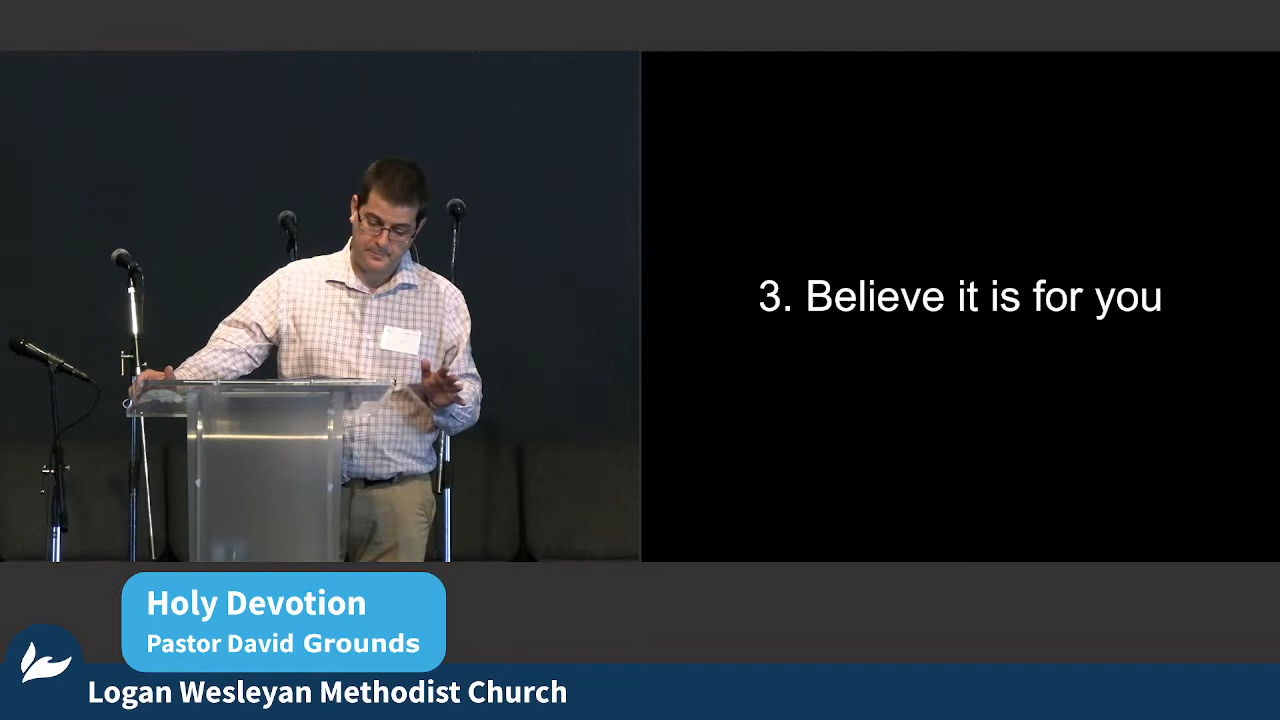 3. Believe it is for you
Holy Devotion
Pastor David Grounds
Logan Wesleyan Methodist Church